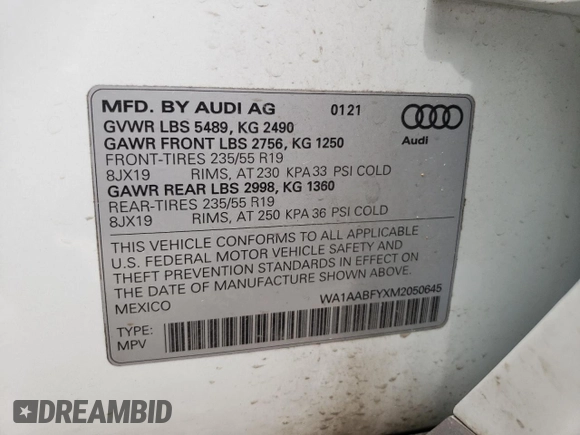 MFD. BY AUDI AG 0121
GVWR LBS 5489, KG 2490
GAWR FRONT LBS 2756, KG 1250
FRONT-TIRES 235/55 R19
8JX19 RIMS, AT 230 KPA 33 PSI COLD
GAWR REAR LBS 2998, KG 1360
REAR-TIRES 235/55 R19
8JX19 RIMS, AT 250 KPA 36 PSI COLD
Audi
THIS VEHICLE CONFORMS TO ALL APPLICABLE
U.S. FEDERAL MOTOR VEHICLE SAFETY AND
THEFT PREVENTION STANDARDS IN EFFECT ON
THE DATE OF MANUFACTURE SHOWN ABOVE.
MEXICO
WA1AABFYXM2050645
TYPE:
MPV
DREAMBID